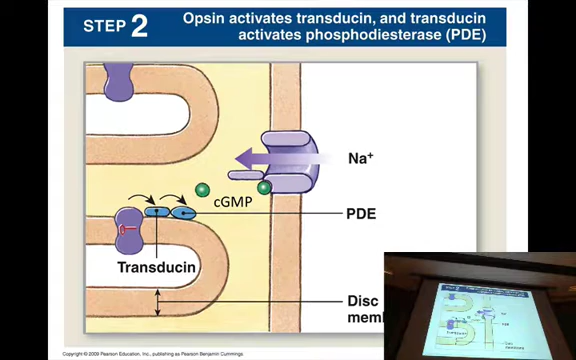 STEP 2
Opsin activates transducin, and transducin
activates phosphodiesterase (PDE)
Na+
cGMP
PDE
Transducin
Disc
Copyright © 2009 Pearson Education, Inc., publishing as Pearson Benjamin Cummings